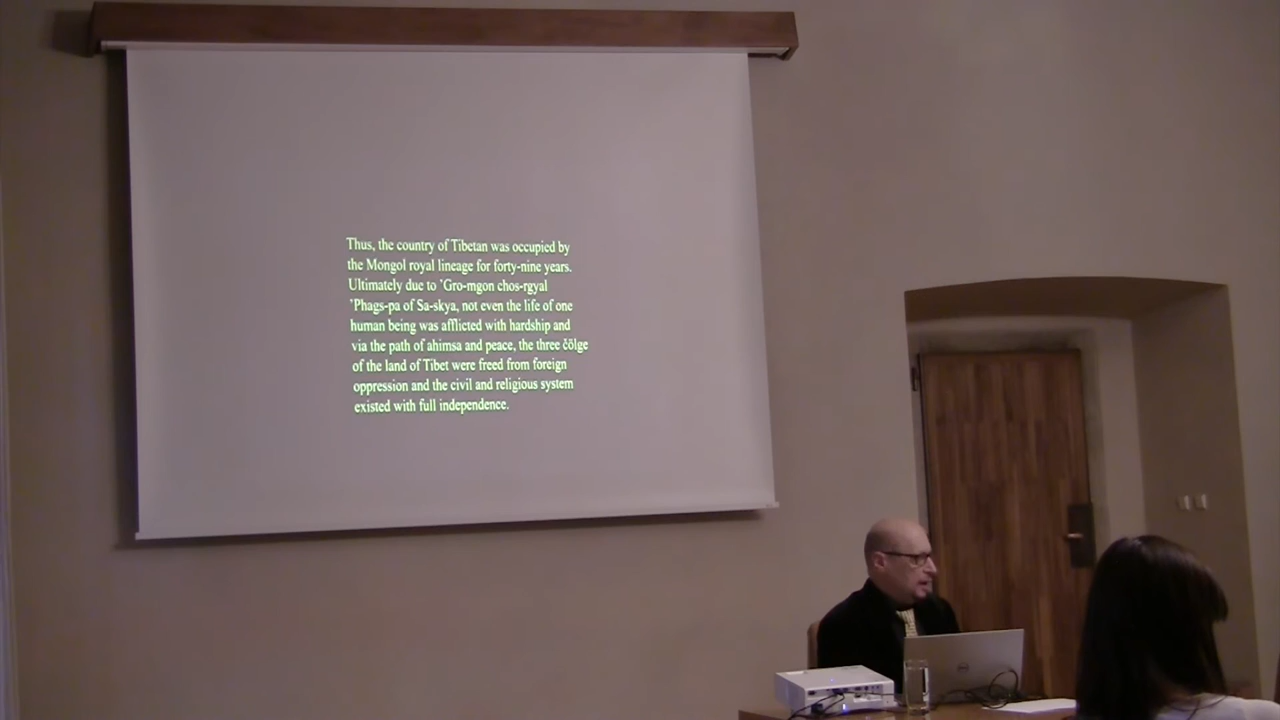 Thus, the country of Tibetan was occupied by
the Mongol royal lineage for forty-nine years.
Ultimately due to 'Gro-mgon chos-rgyal
'Phags-pa of Sa-skya, not even the life of one
human being was afflicted with hardship and
via the path of ahimsa and peace, the three čölge
of the land of Tibet were freed from foreign
oppression and the civil and religious system
existed with full independence.